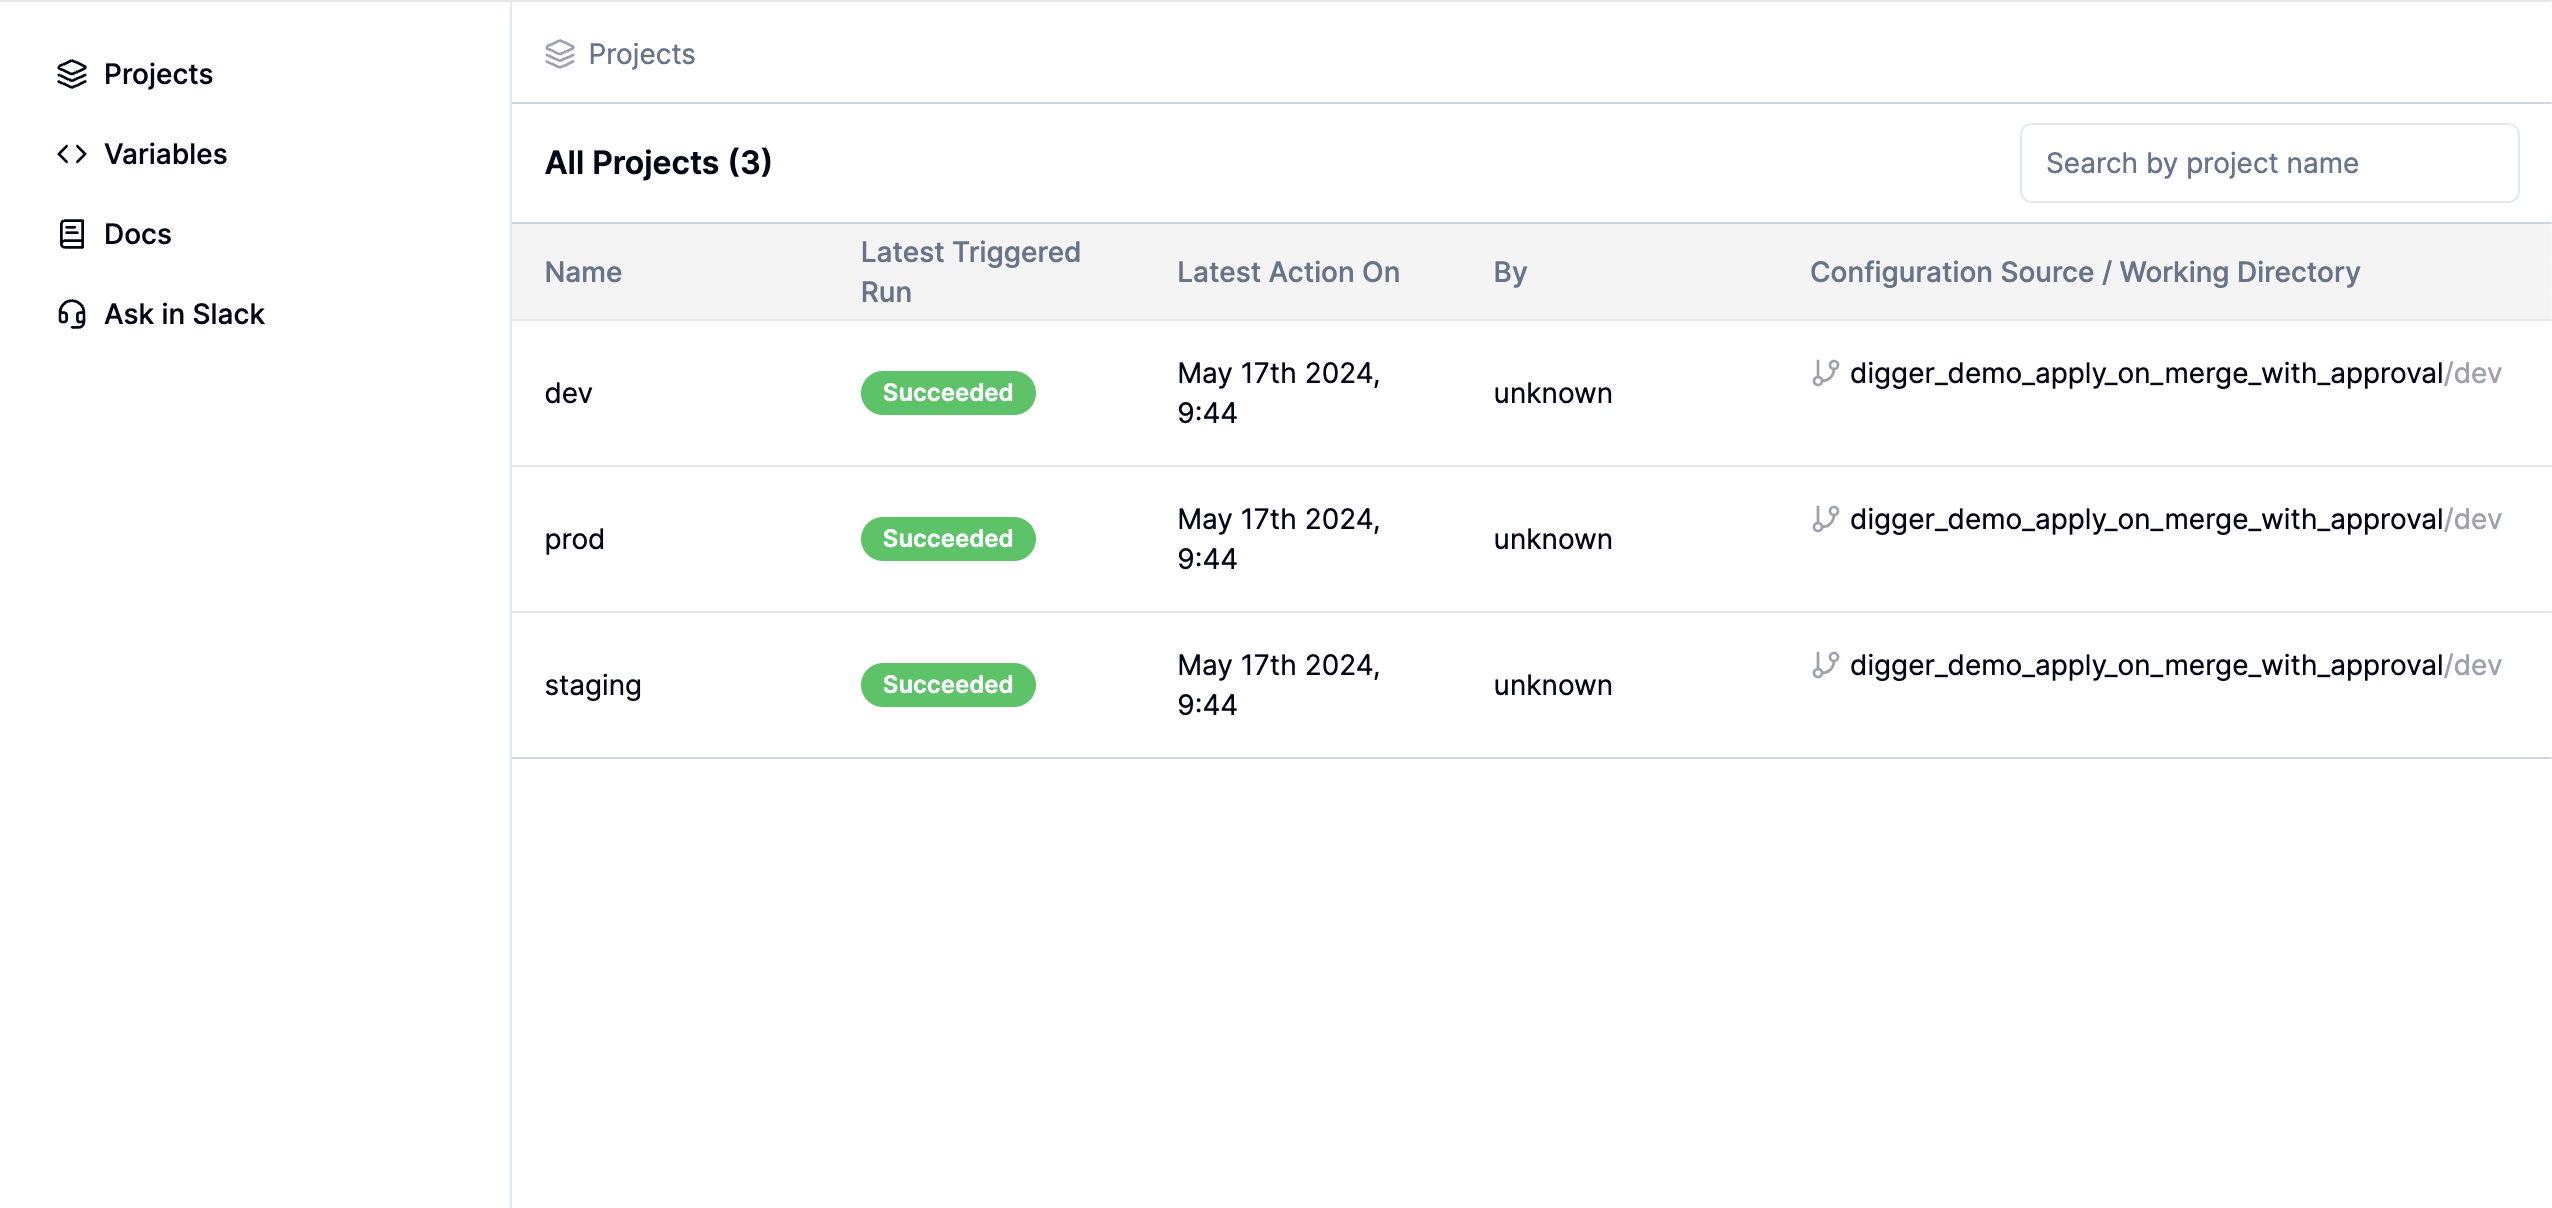 Projects
Variables
Docs
Ask in Slack
Projects
All Projects (3)
Search by project name
Name
Latest Triggered
Run
Latest Action On
By
Configuration Source / Working Directory
dev
Succeeded
May 17th 2024,
9:44
unknown
digger_demo_apply_on_merge_with_approval/dev
prod
Succeeded
May 17th 2024,
9:44
unknown
digger_demo_apply_on_merge_with_approval/dev
staging
Succeeded
May 17th 2024,
9:44
unknown
digger_demo_apply_on_merge_with_approval/dev